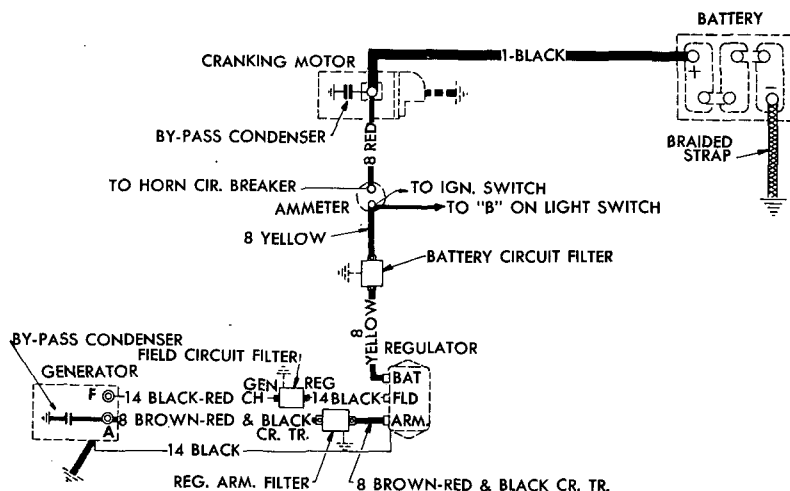 BATTERY
CRANKING MOTOR
1-BLACK
+
−
BY-PASS CONDENSER
8 RED
BRAIDED
STRAP
TO HORN CIR. BREAKER
TO IGN. SWITCH
AMMETER
TO "B" ON LIGHT SWITCH
8 YELLOW
BATTERY CIRCUIT FILTER
8
YELLOW
BY-PASS CONDENSER
GENERATOR
FIELD CIRCUIT FILTER
REGULATOR
GEN
REG
BAT
F
14 BLACK-RED CH
14 BLACK
FLD
A
8 BROWN-RED & BLACK
CR. TR.
ARM.
14 BLACK
REG. ARM. FILTER
8 BROWN-RED & BLACK CR. TR.